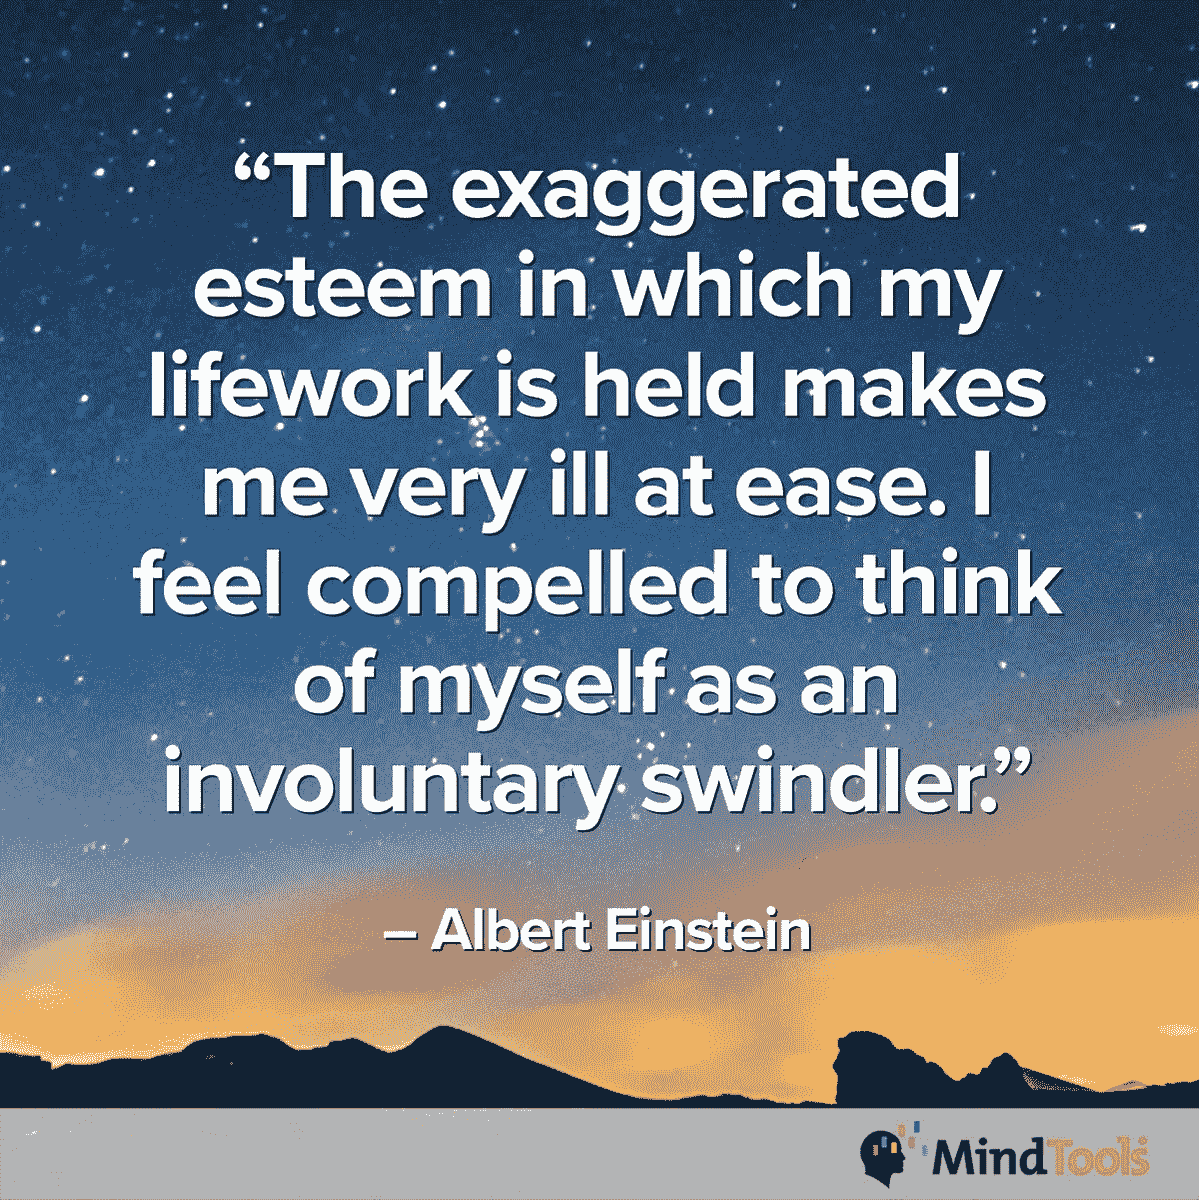 “The exaggerated
esteem in which my
lifework is held makes
me very ill at ease. I
feel compelled to think
of myself as an
involuntary swindler.”
– Albert Einstein
MindTools